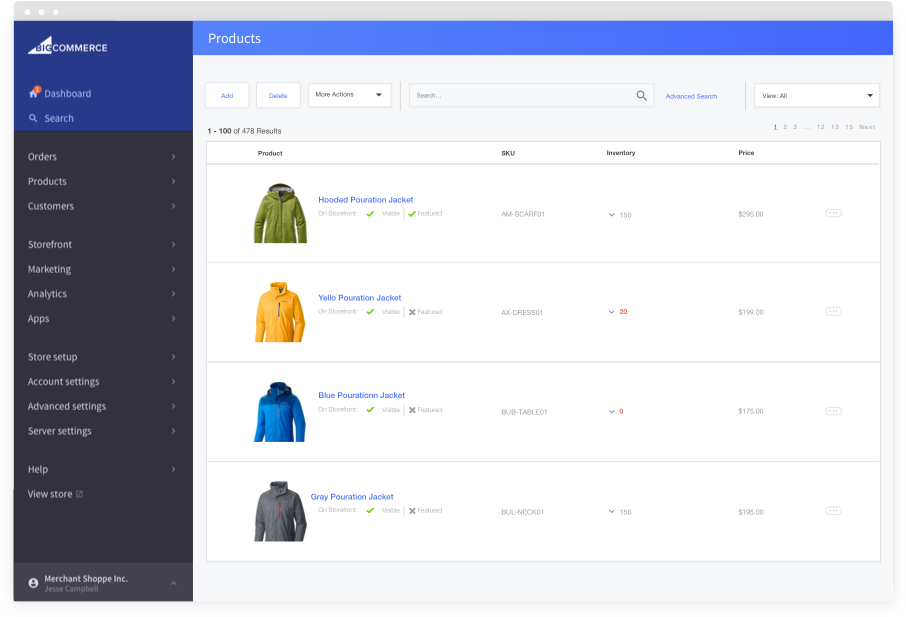 BIGCOMMERCE
1
Dashboard
Search
Orders
Products
Customers
Storefront
Marketing
Analytics
Apps
Store setup
Account settings
Advanced settings
Server settings
Help
View store
Merchant Shoppe Inc.
Jesse Campbell
Products
Add
Delete
More Actions
Search...
Advanced Search
View: All
1 - 100 of 478 Results
1 2 3 ... 12 13 15 Next
Product SKU Inventory Price
Hooded Pouration Jacket
On Storefront: Visible Featured
AM-SCARF01 150 $295.00
Yello Pouration Jacket
On Storefront: Visible Featured
AX-DRESS01 20 $199.00
Blue Pourationn Jacket
On Storefront: Visible Featured
BUB-TABLE01 0 $175.00
Gray Pouration Jacket
On Storefront: Visible Featured
BUL-NECK01 150 $195.00